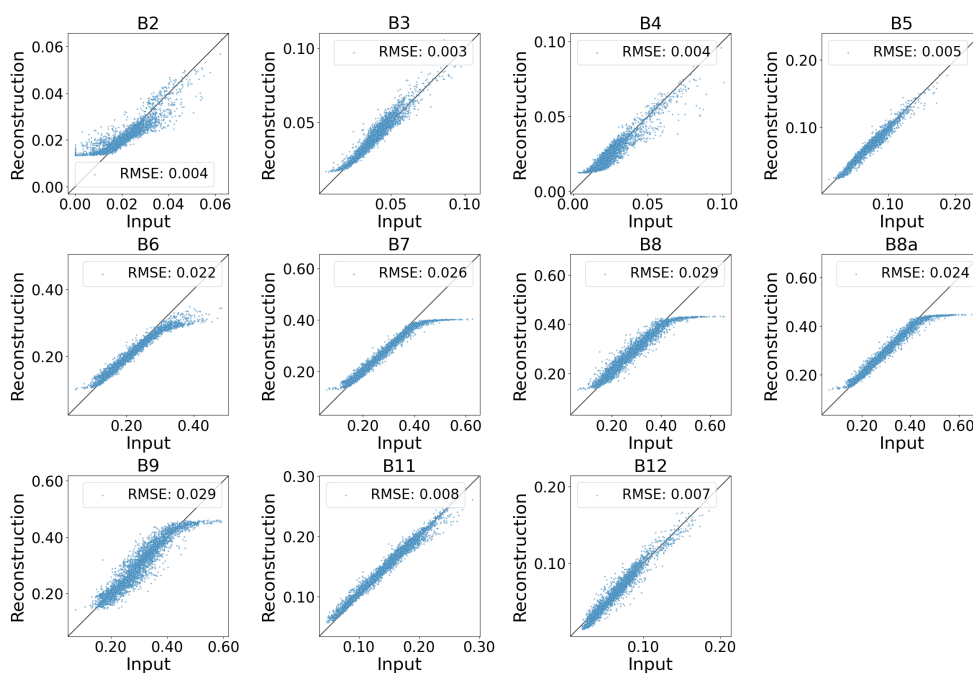 B2
0.06
0.04
0.02
0.00
Reconstruction
RMSE: 0.004
0.00 0.02 0.04 0.06
Input
B3
0.10
0.05
Reconstruction
RMSE: 0.003
0.05 0.10
Input
B4
0.10
0.05
0.00
Reconstruction
RMSE: 0.004
0.00 0.05 0.10
Input
B5
0.20
0.10
Reconstruction
RMSE: 0.005
0.10 0.20
Input
B6
0.40
0.20
Reconstruction
RMSE: 0.022
0.20 0.40
Input
B7
0.60
0.40
0.20
Reconstruction
RMSE: 0.026
0.20 0.40 0.60
Input
B8
0.60
0.40
0.20
Reconstruction
RMSE: 0.029
0.20 0.40 0.60
Input
B8a
0.60
0.40
0.20
Reconstruction
RMSE: 0.024
0.20 0.40 0.60
Input
B9
0.60
0.40
0.20
Reconstruction
RMSE: 0.029
0.20 0.40 0.60
Input
B11
0.30
0.20
0.10
Reconstruction
RMSE: 0.008
0.10 0.20 0.30
Input
B12
0.20
0.10
Reconstruction
RMSE: 0.007
0.10 0.20
Input